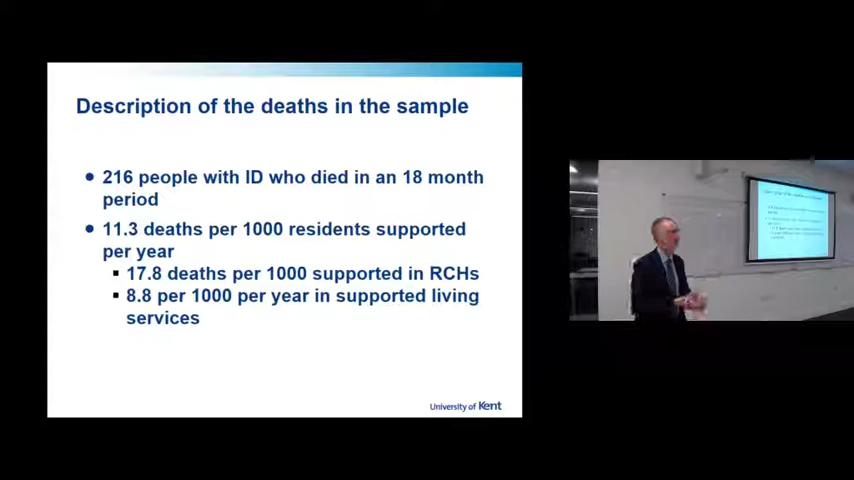 Description of the deaths in the sample
216 people with ID who died in an 18 month
period
11.3 deaths per 1000 residents supported
per year
17.8 deaths per 1000 supported in RCHs
8.8 per 1000 per year in supported living
services
University of Kent